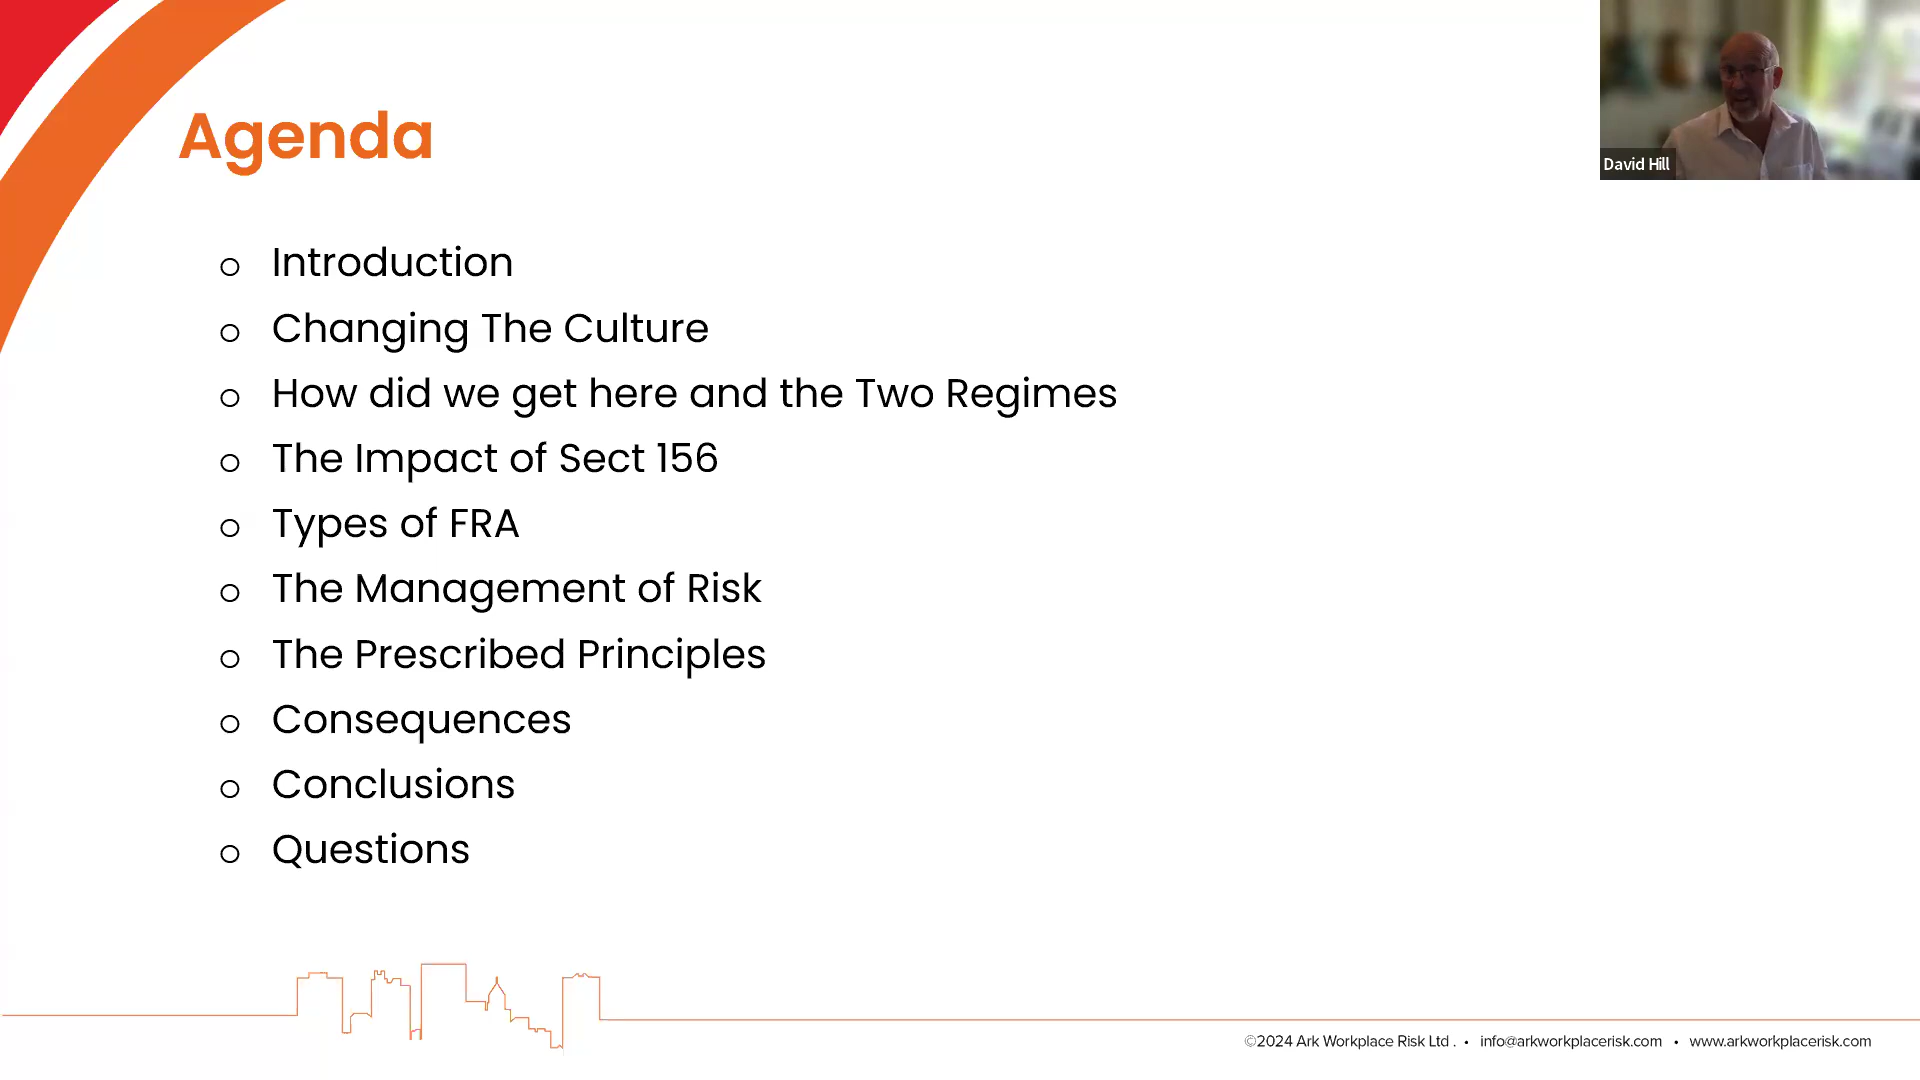 Agenda
David Hill
Introduction
Changing The Culture
How did we get here and the Two Regimes
The Impact of Sect 156
Types of FRA
The Management of Risk
The Prescribed Principles
Consequences
Conclusions
Questions
©2024 Ark Workplace Risk Ltd . • info@arkworkplacerisk.com • www.arkworkplacerisk.com